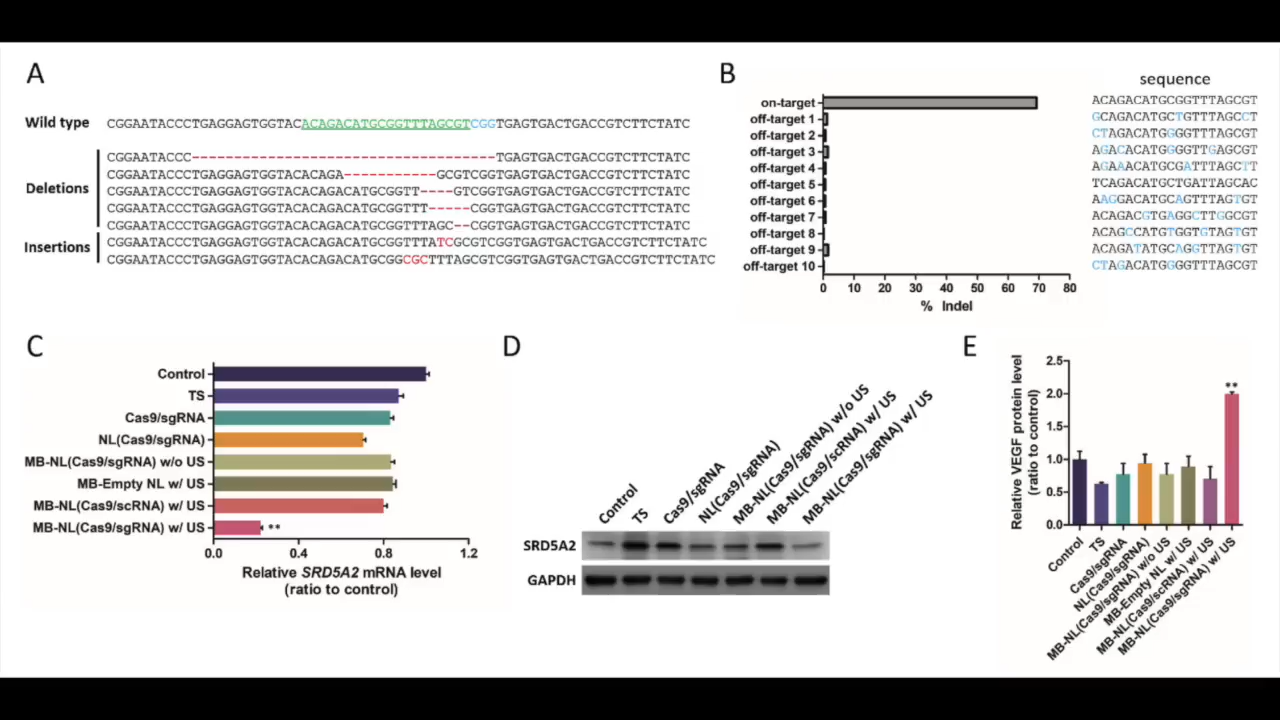 A
Wild type CGGAATACCCTGAGGAGTGGTACACAGACATGCGGTTTAGCGTCGGTGAGTGACTGACCGTCTTCTATC
Deletions
CGGAATACCC------------------------------------TGAGTGACTGACCGTCTTCTATC
CGGAATACCCTGAGGAGTGGTACACAGA-----------GCGTCGGTGAGTGACTGACCGTCTTCTATC
CGGAATACCCTGAGGAGTGGTACACAGACATGCGGTT----GTCGGTGAGTGACTGACCGTCTTCTATC
CGGAATACCCTGAGGAGTGGTACACAGACATGCGGTTT-----CGGTGAGTGACTGACCGTCTTCTATC
CGGAATACCCTGAGGAGTGGTACACAGACATGCGGTTTAGC--CGGTGAGTGACTGACCGTCTTCTATC
Insertions
CGGAATACCCTGAGGAGTGGTACACAGACATGCGGTTTATCGCGTCGGTGAGTGACTGACCGTCTTCTATC
CGGAATACCCTGAGGAGTGGTACACAGACATGCGGCGCTTTAGCGTCGGTGAGTGACTGACCGTCTTCTATC
B
sequence
on-target ACAGACATGCGGTTTAGCGT
off-target 1 GCAGACATGCTGTTTAGCCT
off-target 2 CTAGACATGGGGTTTAGCGT
off-target 3 AGACACATGGGGTTGAGCGT
off-target 4 AGAAACATGCGATTTAGCTT
off-target 5 TCAGACATGCTGATTAGCAC
off-target 6 AAGGACATGCAGTTTAGTGT
off-target 7 ACAGACGTGAGGCTTGGCGT
off-target 8 ACAGCCATGTGGTGTAGTGT
off-target 9 ACAGATATGCAGGTTAGTGT
off-target 10 CTAGACATGGGGTTTAGCGT
0 10 20 30 40 50 60 70 80
% Indel
C
Control
TS
Cas9/sgRNA
NL(Cas9/sgRNA)
MB-NL(Cas9/sgRNA) w/o US
MB-Empty NL w/ US
MB-NL(Cas9/scRNA) w/ US
MB-NL(Cas9/sgRNA) w/ US **
0.0 0.4 0.8 1.2
Relative SRD5A2 mRNA level
(ratio to control)
D
Control
TS
Cas9/sgRNA
NL(Cas9/sgRNA)
MB-NL(Cas9/sgRNA) w/o US
MB-NL(Cas9/scRNA) w/ US
MB-NL(Cas9/sgRNA) w/ US
SRD5A2
GAPDH
E
Relative VEGF protein level
(ratio to control)
2.5
2.0
1.5
1.0
0.5
0.0
**
Control
TS
Cas9/sgRNA
NL(Cas9/sgRNA)
MB-NL(Cas9/sgRNA) w/o US
MB-Empty NL w/ US
MB-NL(Cas9/scRNA) w/ US
MB-NL(Cas9/sgRNA) w/ US